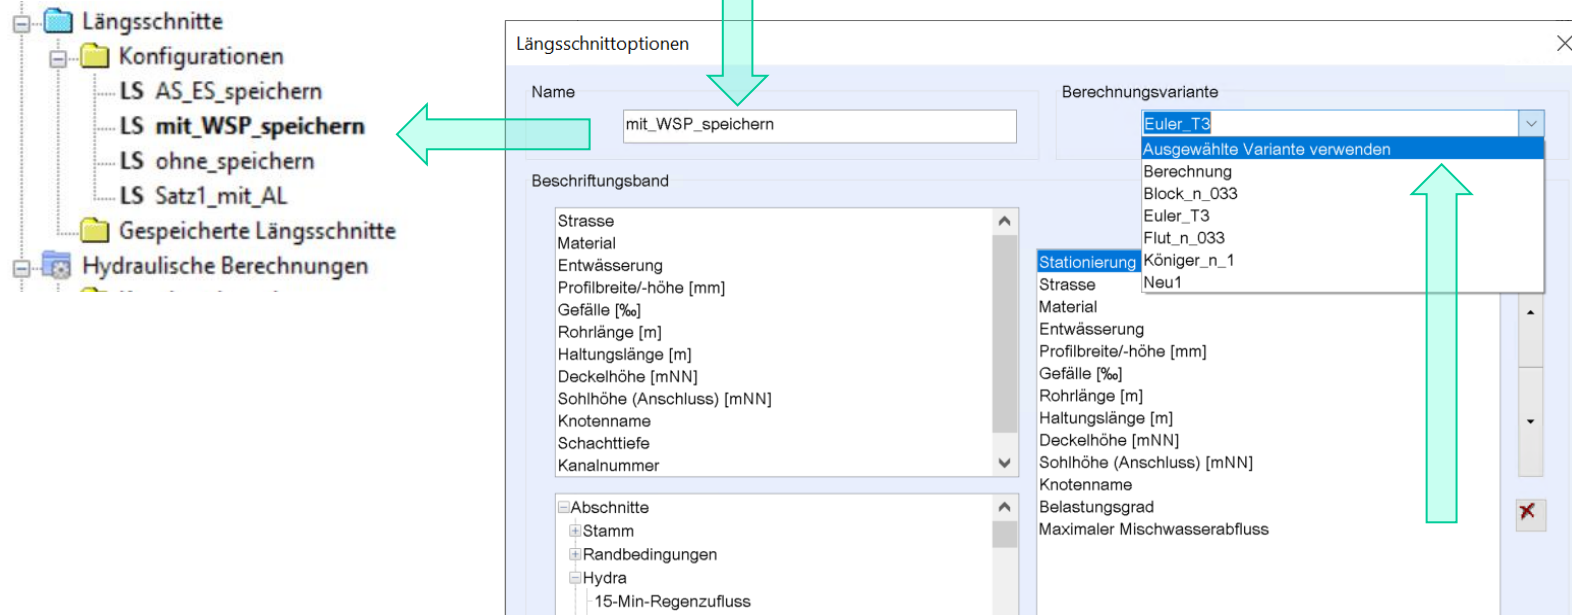 Längsschnitte
Konfigurationen
LS AS_ES_speichern
LS mit_WSP_speichern
LS ohne_speichern
LS Satz1_mit_AL
Gespeicherte Längsschnitte
Hydraulische Berechnungen
Längsschnittoptionen
Name
mit_WSP_speichern
Berechnungsvariante
Euler_T3
Ausgewählte Variante verwenden
Berechnung
Block_n_033
Euler_T3
Flut_n_033
Königer_n_1
Neu1
Beschriftungsband
Strasse
Material
Entwässerung
Profilbreite/-höhe [mm]
Gefälle [‰]
Rohrlänge [m]
Haltungslänge [m]
Deckelhöhe [mNN]
Sohlhöhe (Anschluss) [mNN]
Knotenname
Schachttiefe
Kanalnummer
Stationierung
Strasse
Material
Entwässerung
Profilbreite/-höhe [mm]
Gefälle [‰]
Rohrlänge [m]
Haltungslänge [m]
Deckelhöhe [mNN]
Sohlhöhe (Anschluss) [mNN]
Knotenname
Belastungsgrad
Maximaler Mischwasserabfluss
Abschnitte
Stamm
Randbedingungen
Hydra
15-Min-Regenzufluss